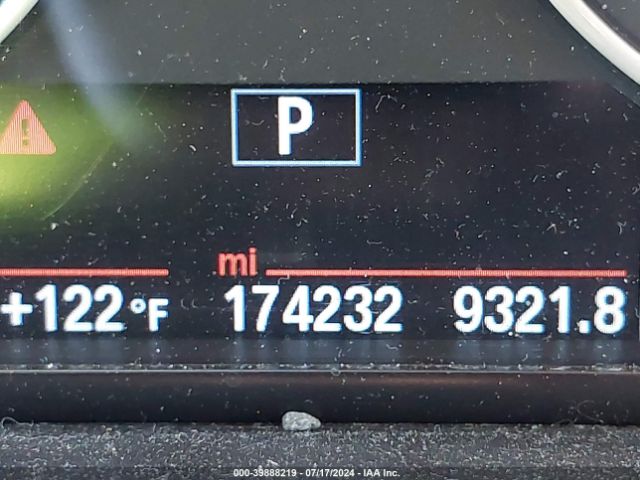 P
mi
+122°F 174232 9321.8
000-39888219 - 07/17/2024 - IAA Inc.